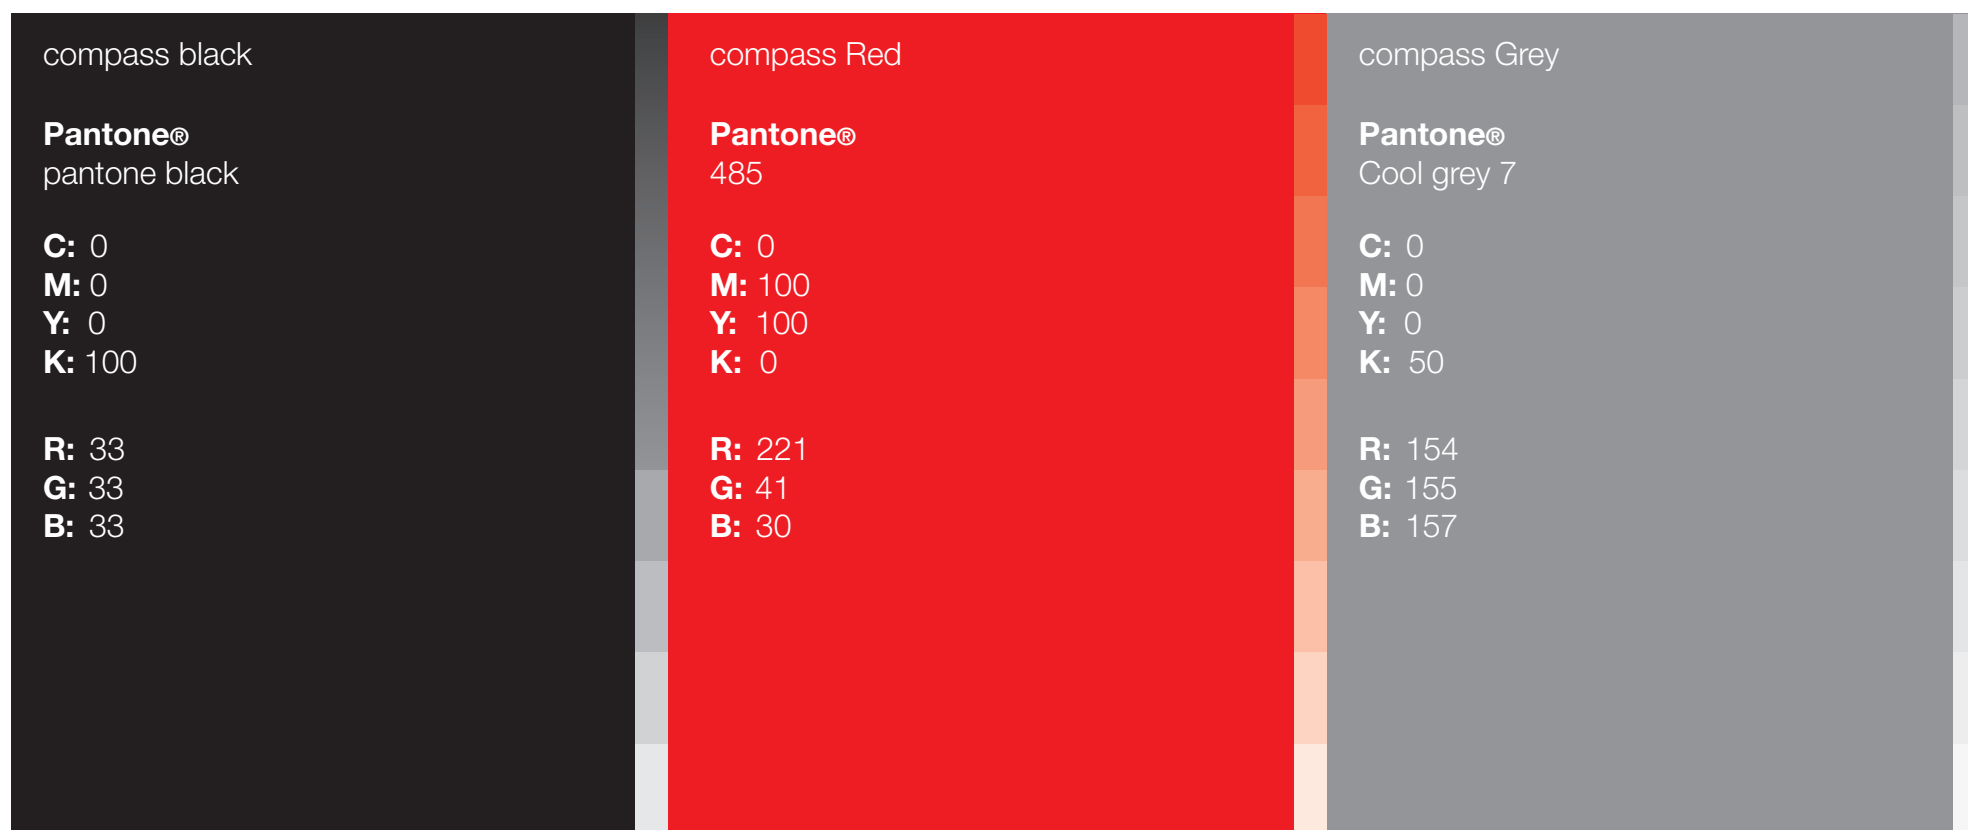 compass black
Pantone®
pantone black
C: 0
M: 0
Y: 0
K: 100
R: 33
G: 33
B: 33
compass Red
Pantone®
485
C: 0
M: 100
Y: 100
K: 0
R: 221
G: 41
B: 30
compass Grey
Pantone®
Cool grey 7
C: 0
M: 0
Y: 0
K: 50
R: 154
G: 155
B: 157